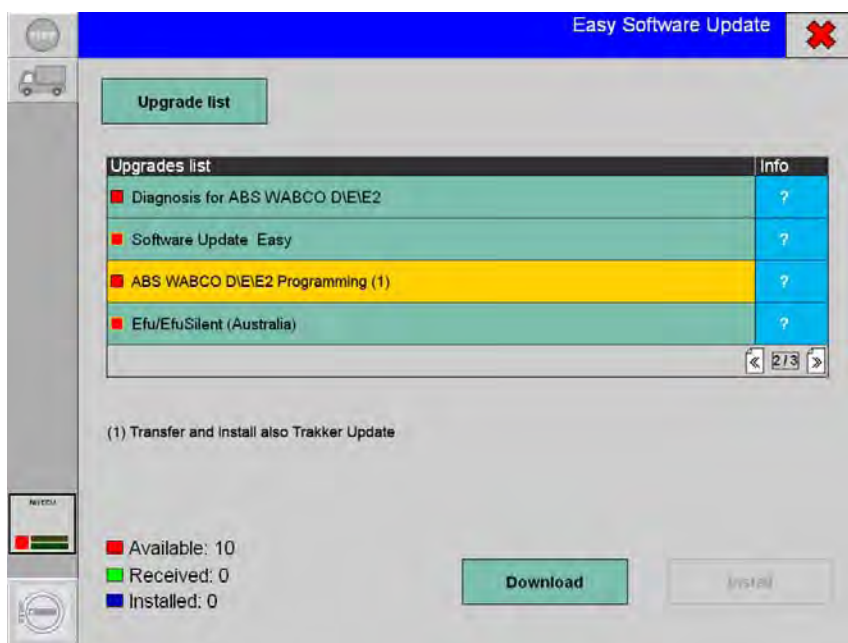 Easy Software Update
Upgrade list
Upgrades list Info
Diagnosis for ABS WABCO D\E\E2 ?
Software Update Easy ?
ABS WABCO D\E\E2 Programming (1) ?
Efu/EfuSilent (Australia) ?
« 2/3 »
(1) Transfer and install also Trakker Update
Available: 10
Received: 0
Installed: 0
Download
Install